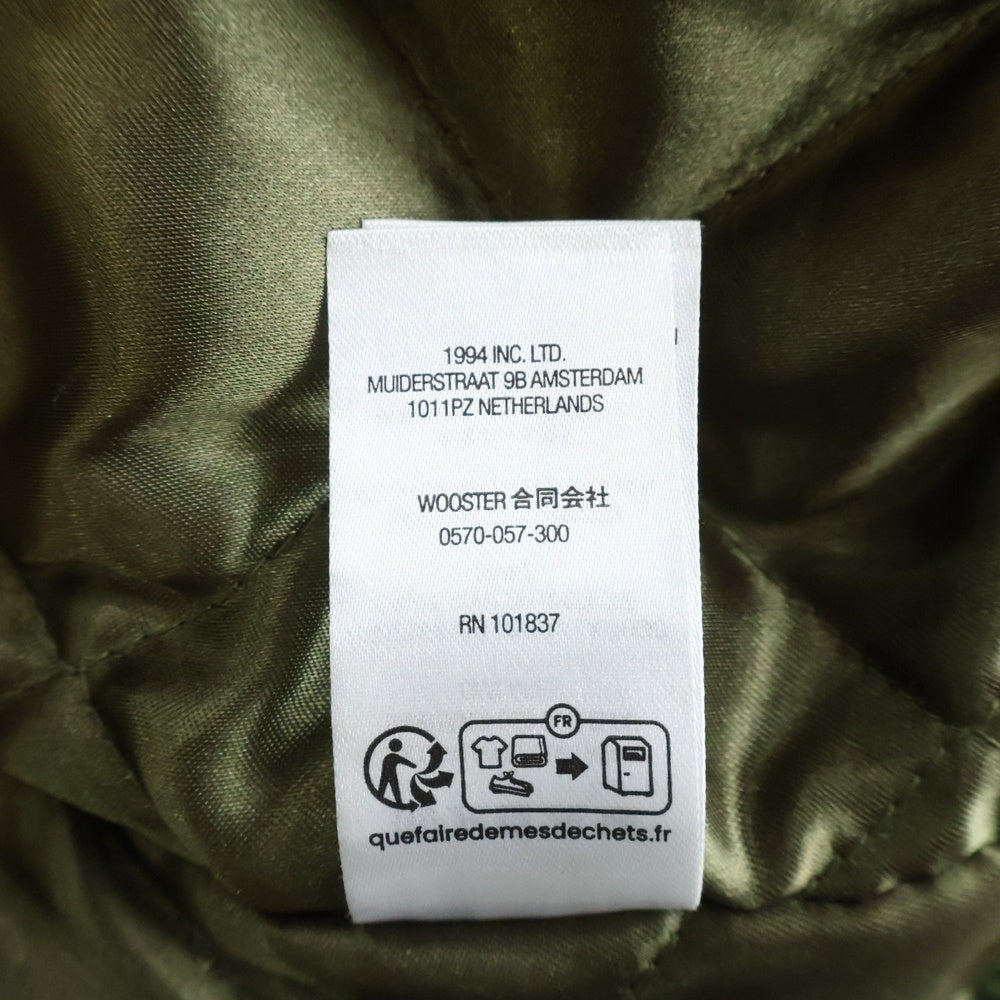 1994 INC. LTD.
MUIDERSTRAAT 9B AMSTERDAM
1011PZ NETHERLANDS
WOOSTER 合同会社
0570-057-300
RN 101837
FR
quefairedemesdechets.fr